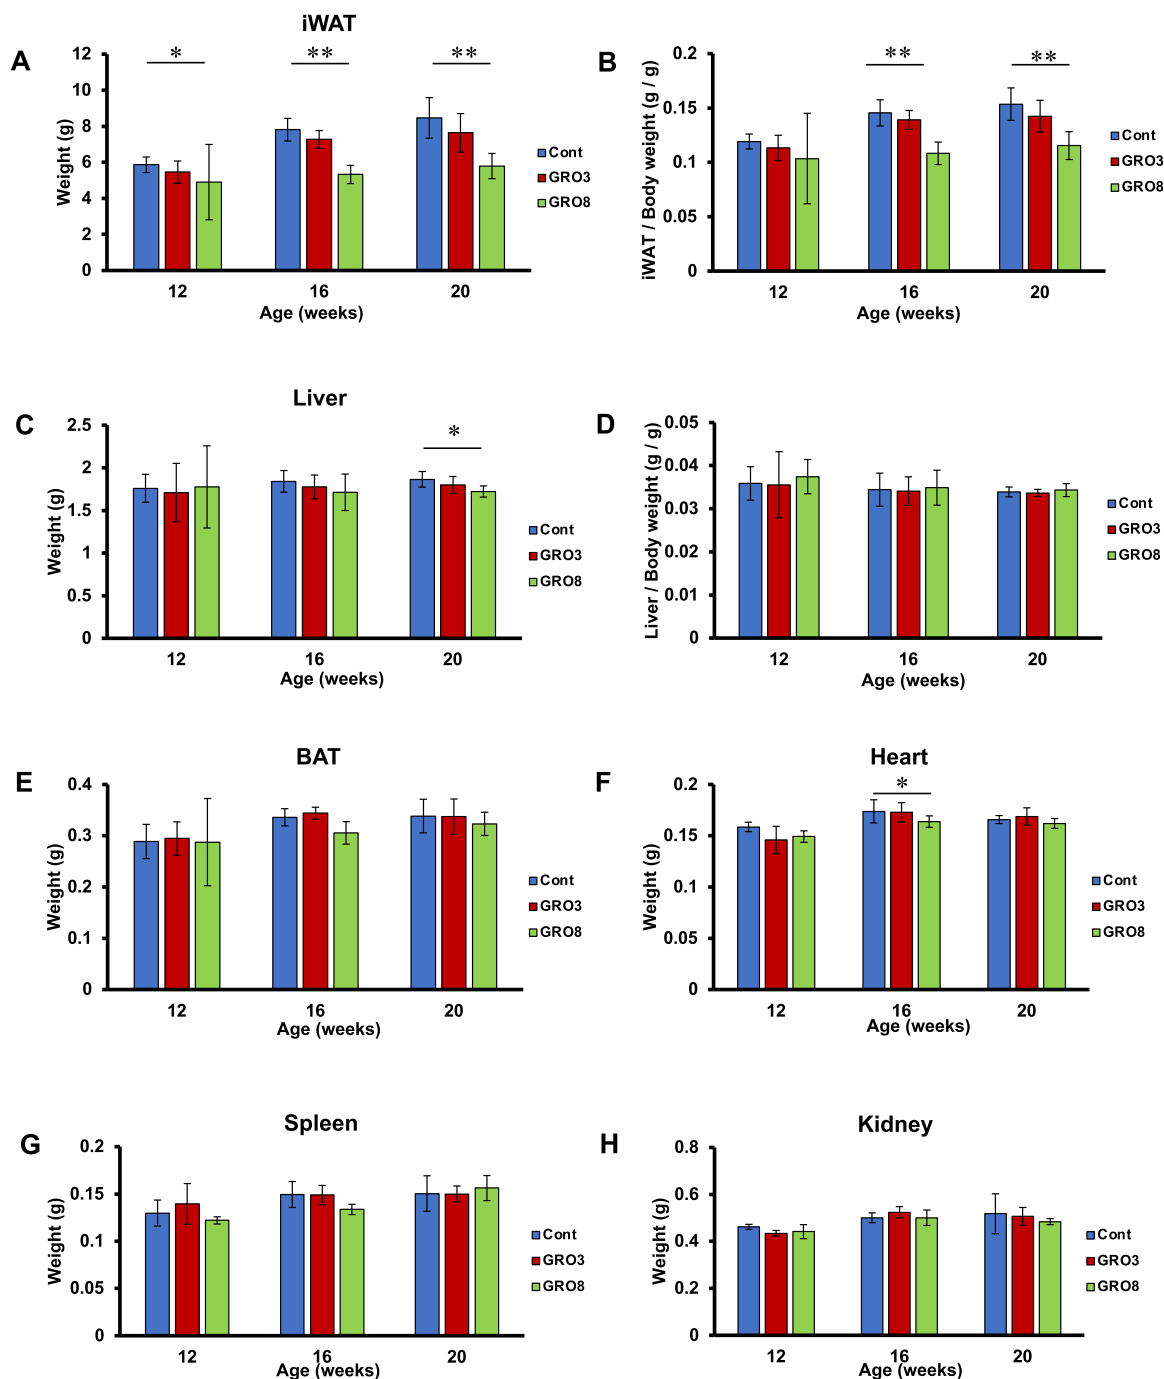 iWAT
A
Weight (g)
12
10
8
6
4
2
0
*
**
**
12
16
20
Age (weeks)
Cont
GRO3
GRO8
B
iWAT / Body weight (g / g)
0.2
0.15
0.1
0.05
0
**
**
12
16
20
Age (weeks)
Cont
GRO3
GRO8
Liver
C
Weight (g)
2.5
2
1.5
1
0.5
0
*
12
16
20
Age (weeks)
Cont
GRO3
GRO8
D
Liver / Body weight (g / g)
0.05
0.04
0.03
0.02
0.01
0
12
16
20
Age (weeks)
Cont
GRO3
GRO8
BAT
E
Weight (g)
0.4
0.3
0.2
0.1
0
12
16
20
Age (weeks)
Cont
GRO3
GRO8
Heart
F
Weight (g)
0.2
0.15
0.1
0.05
0
*
12
16
20
Age (weeks)
Cont
GRO3
GRO8
Spleen
G
Weight (g)
0.2
0.15
0.1
0.05
0
12
16
20
Age (weeks)
Cont
GRO3
GRO8
Kidney
H
Weight (g)
0.8
0.6
0.4
0.2
0
12
16
20
Age (weeks)
Cont
GRO3
GRO8